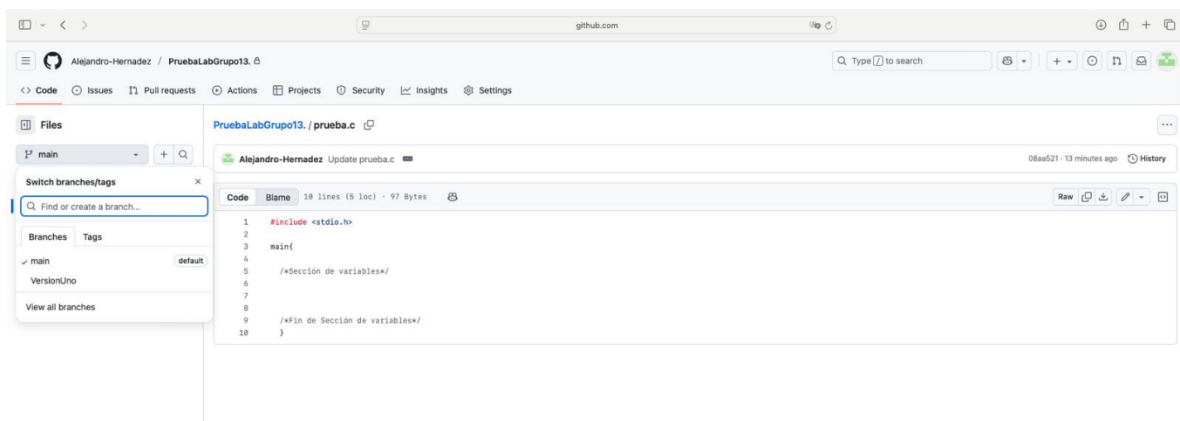 github.com
Alejandro-Hernadez / PruebaLabGrupo13.
Type / to search
Code Issues Pull requests Actions Projects Security Insights Settings
Files
PruebaLabGrupo13. / prueba.c
main
Alejandro-Hernadez Update prueba.c
08aa521 · 13 minutes ago History
Switch branches/tags
Find or create a branch...
Branches Tags
main default
VersionUno
View all branches
Code Blame 10 lines (5 loc) · 97 Bytes
Raw
1 #include <stdio.h>
2
3 main{
4
5 /*Sección de variables*/
6
7
8
9 /*Fin de Sección de variables*/
10 }